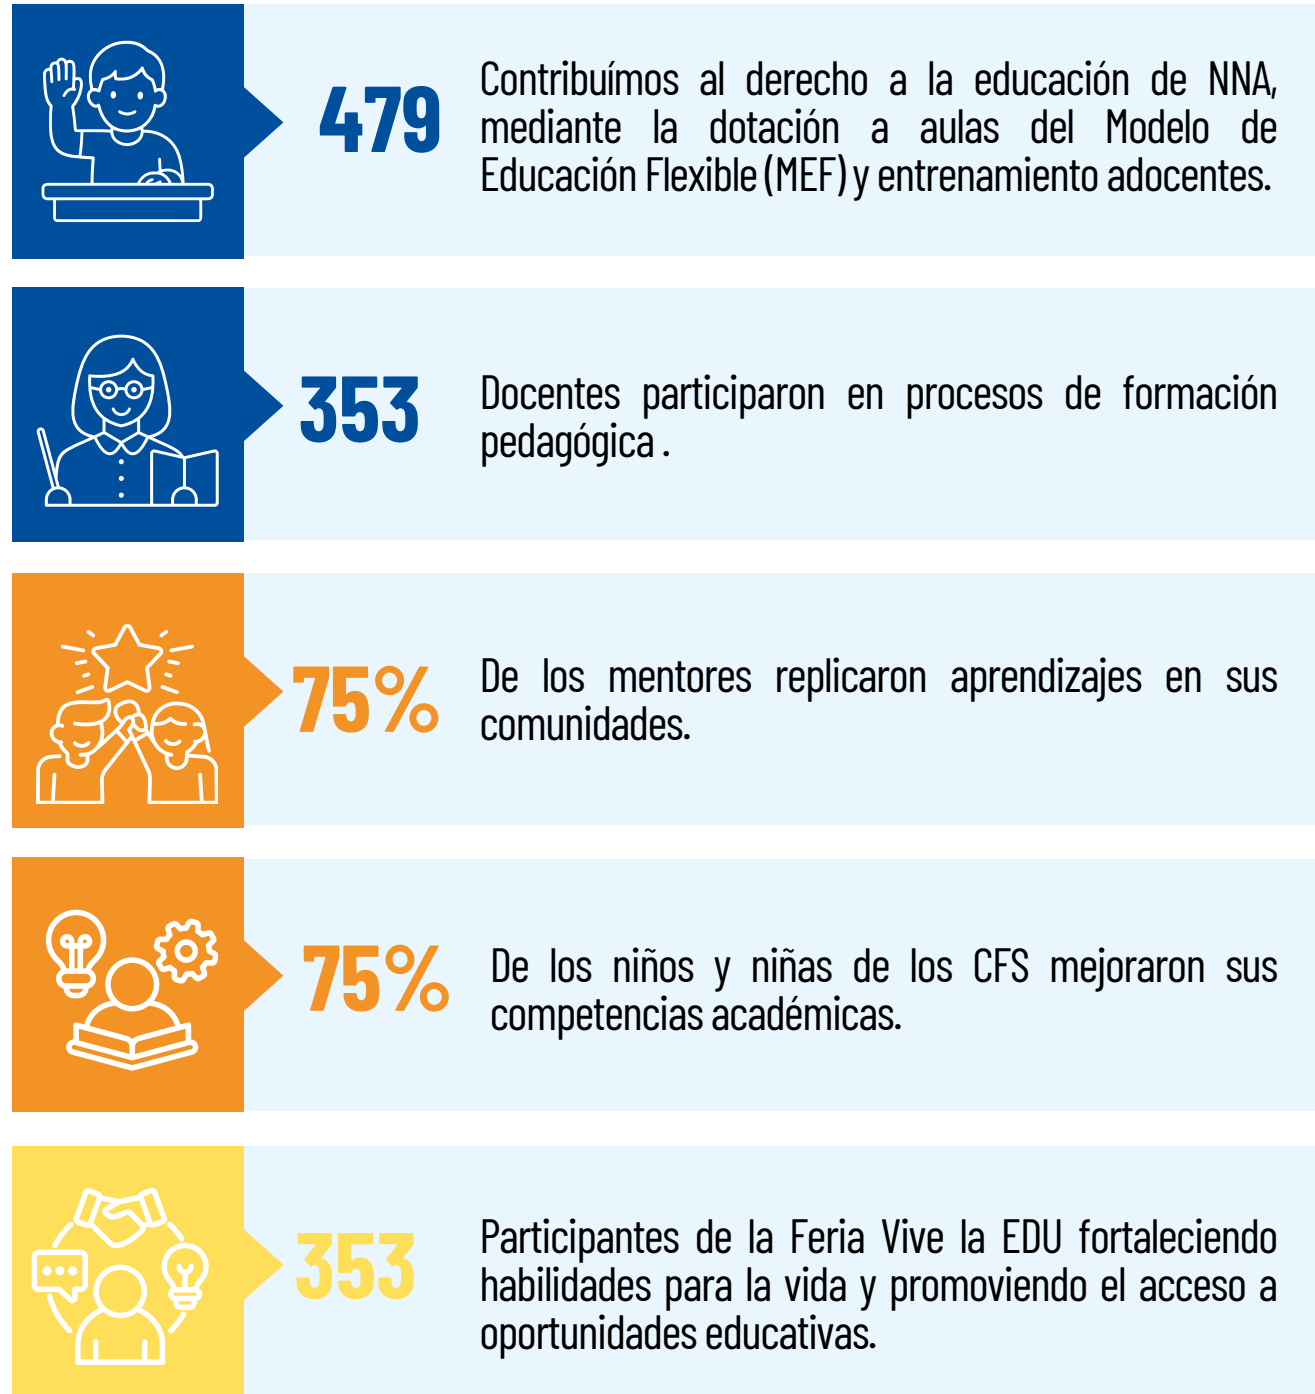 479
Contribuímos al derecho a la educación de NNA,
mediante la dotación a aulas del Modelo de
Educación Flexible (MEF) y entrenamiento adocentes.
353
Docentes participaron en procesos de formación
pedagógica .
75%
De los mentores replicaron aprendizajes en sus
comunidades.
75%
De los niños y niñas de los CFS mejoraron sus
competencias académicas.
353
Participantes de la Feria Vive la EDU fortaleciendo
habilidades para la vida y promoviendo el acceso a
oportunidades educativas.